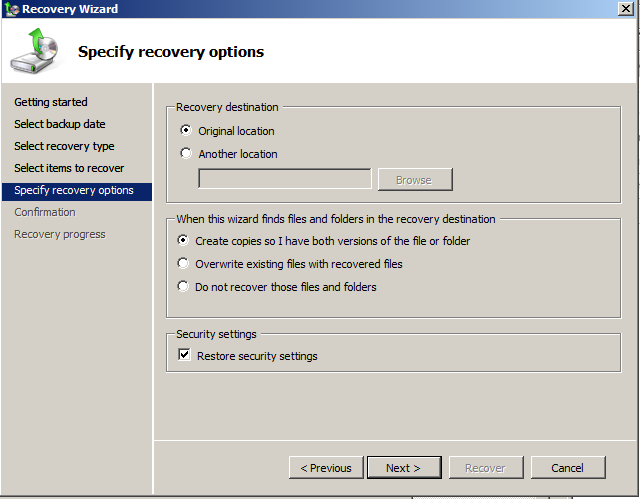 Recovery Wizard
Specify recovery options
Getting started
Select backup date
Select recovery type
Select items to recover
Specify recovery options
Confirmation
Recovery progress
Recovery destination
Original location
Another location
Browse
When this wizard finds files and folders in the recovery destination
Create copies so I have both versions of the file or folder
Overwrite existing files with recovered files
Do not recover those files and folders
Security settings
Restore security settings
< Previous
Next >
Recover
Cancel